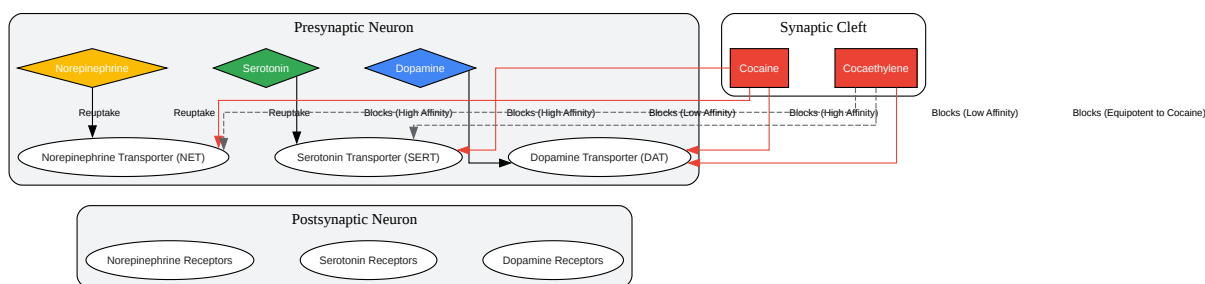 Presynaptic Neuron
Synaptic Cleft
Norepinephrine
Serotonin
Dopamine
Cocaine
Cocaethylene
Reuptake
Reuptake
Reuptake
Blocks (High Affinity)
Blocks (High Affinity)
Blocks (Low Affinity)
Blocks (High Affinity)
Blocks (Low Affinity)
Blocks (Equipotent to Cocaine)
Norepinephrine Transporter (NET)
Serotonin Transporter (SERT)
Dopamine Transporter (DAT)
Postsynaptic Neuron
Norepinephrine Receptors
Serotonin Receptors
Dopamine Receptors